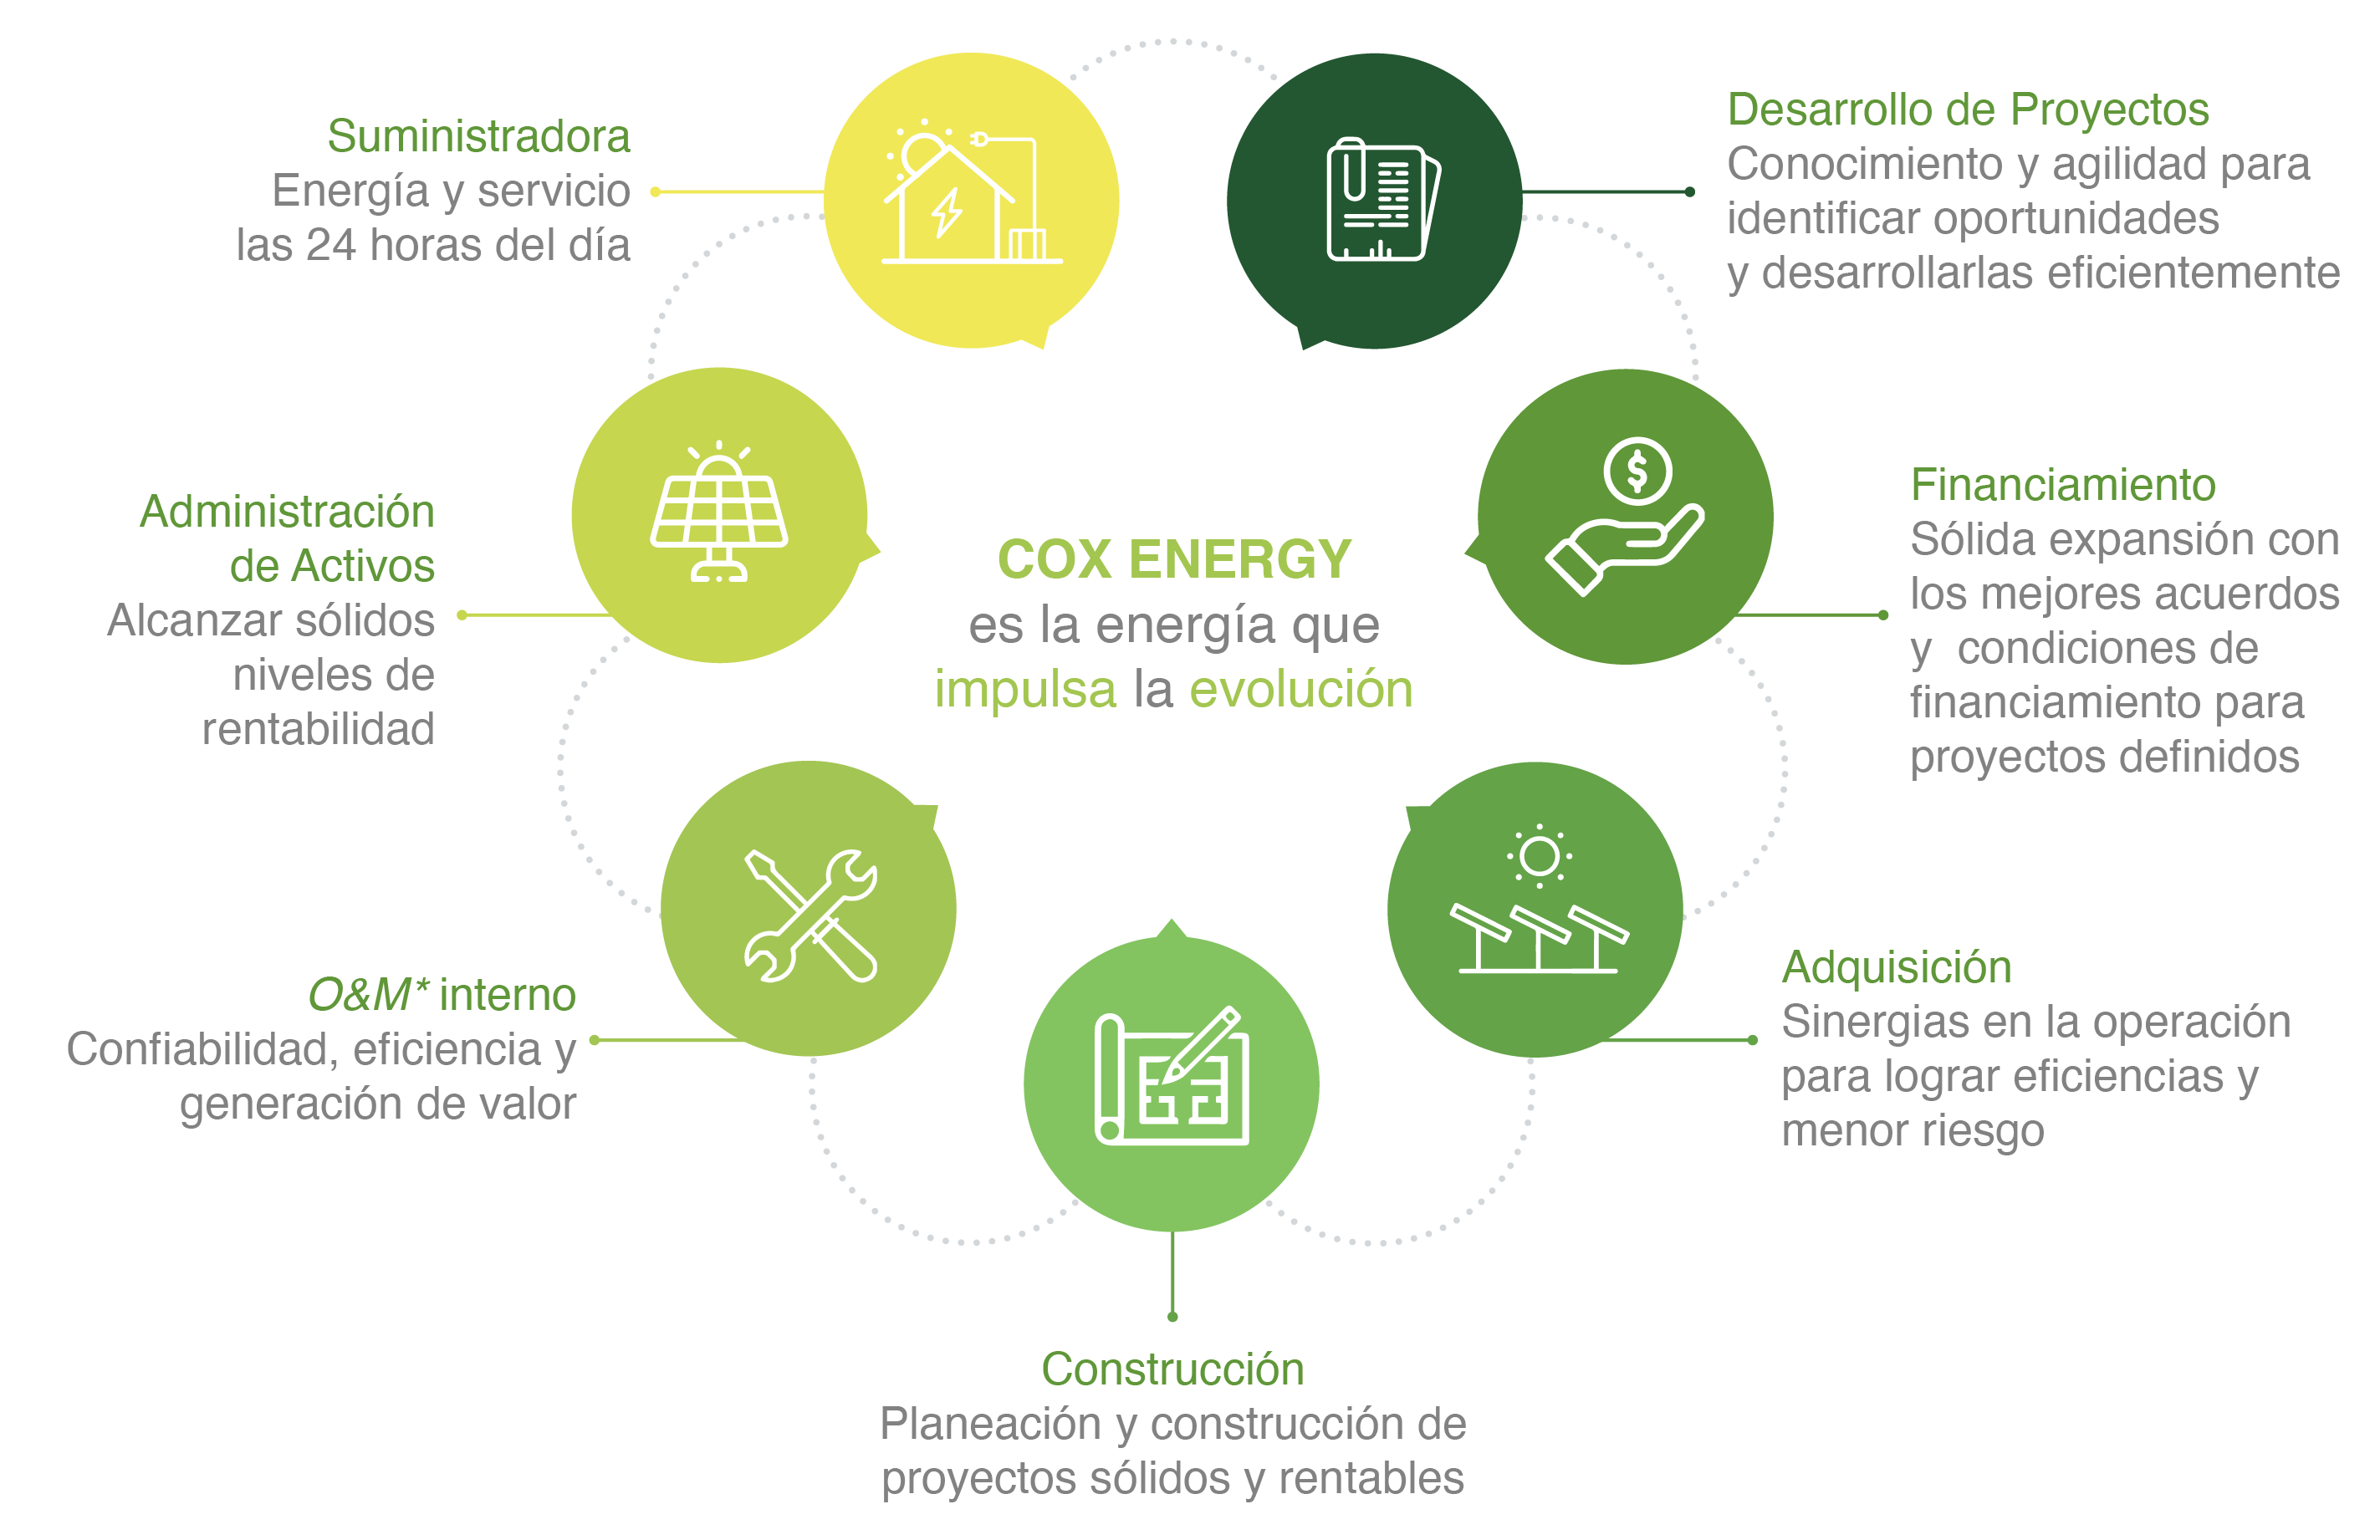 Suministradora
Energía y servicio
las 24 horas del día
Desarrollo de Proyectos
Conocimiento y agilidad para
identificar oportunidades
y desarrollarlas eficientemente
Administración
de Activos
Alcanzar sólidos
niveles de
rentabilidad
COX ENERGY
es la energía que
impulsa la evolución
Financiamiento
Sólida expansión con
los mejores acuerdos
y condiciones de
financiamiento para
proyectos definidos
O&M* interno
Confiabilidad, eficiencia y
generación de valor
Adquisición
Sinergias en la operación
para lograr eficiencias y
menor riesgo
Construcción
Planeación y construcción de
proyectos sólidos y rentables